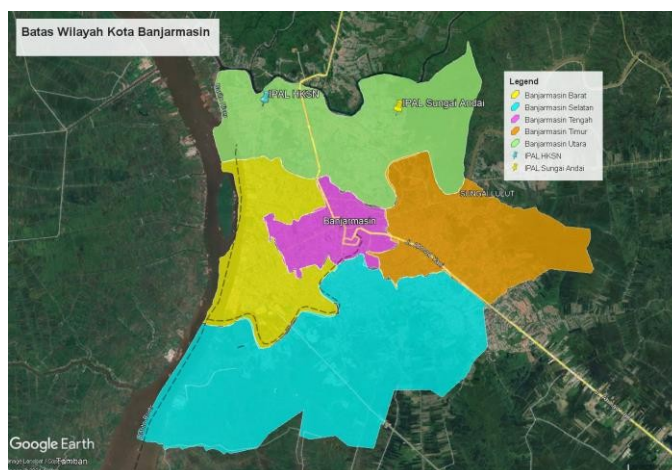 Batas Wilayah Kota Banjarmasin
Legend
Banjarmasin Barat
Banjarmasin Selatan
Banjarmasin Tengah
Banjarmasin Timur
Banjarmasin Utara
IPAL HKSN
IPAL Sungai Andai
IPAL HKSN
IPAL Sungai Andai
SUNGAI LULUT
Banjarmasin
Google Earth
Tamban